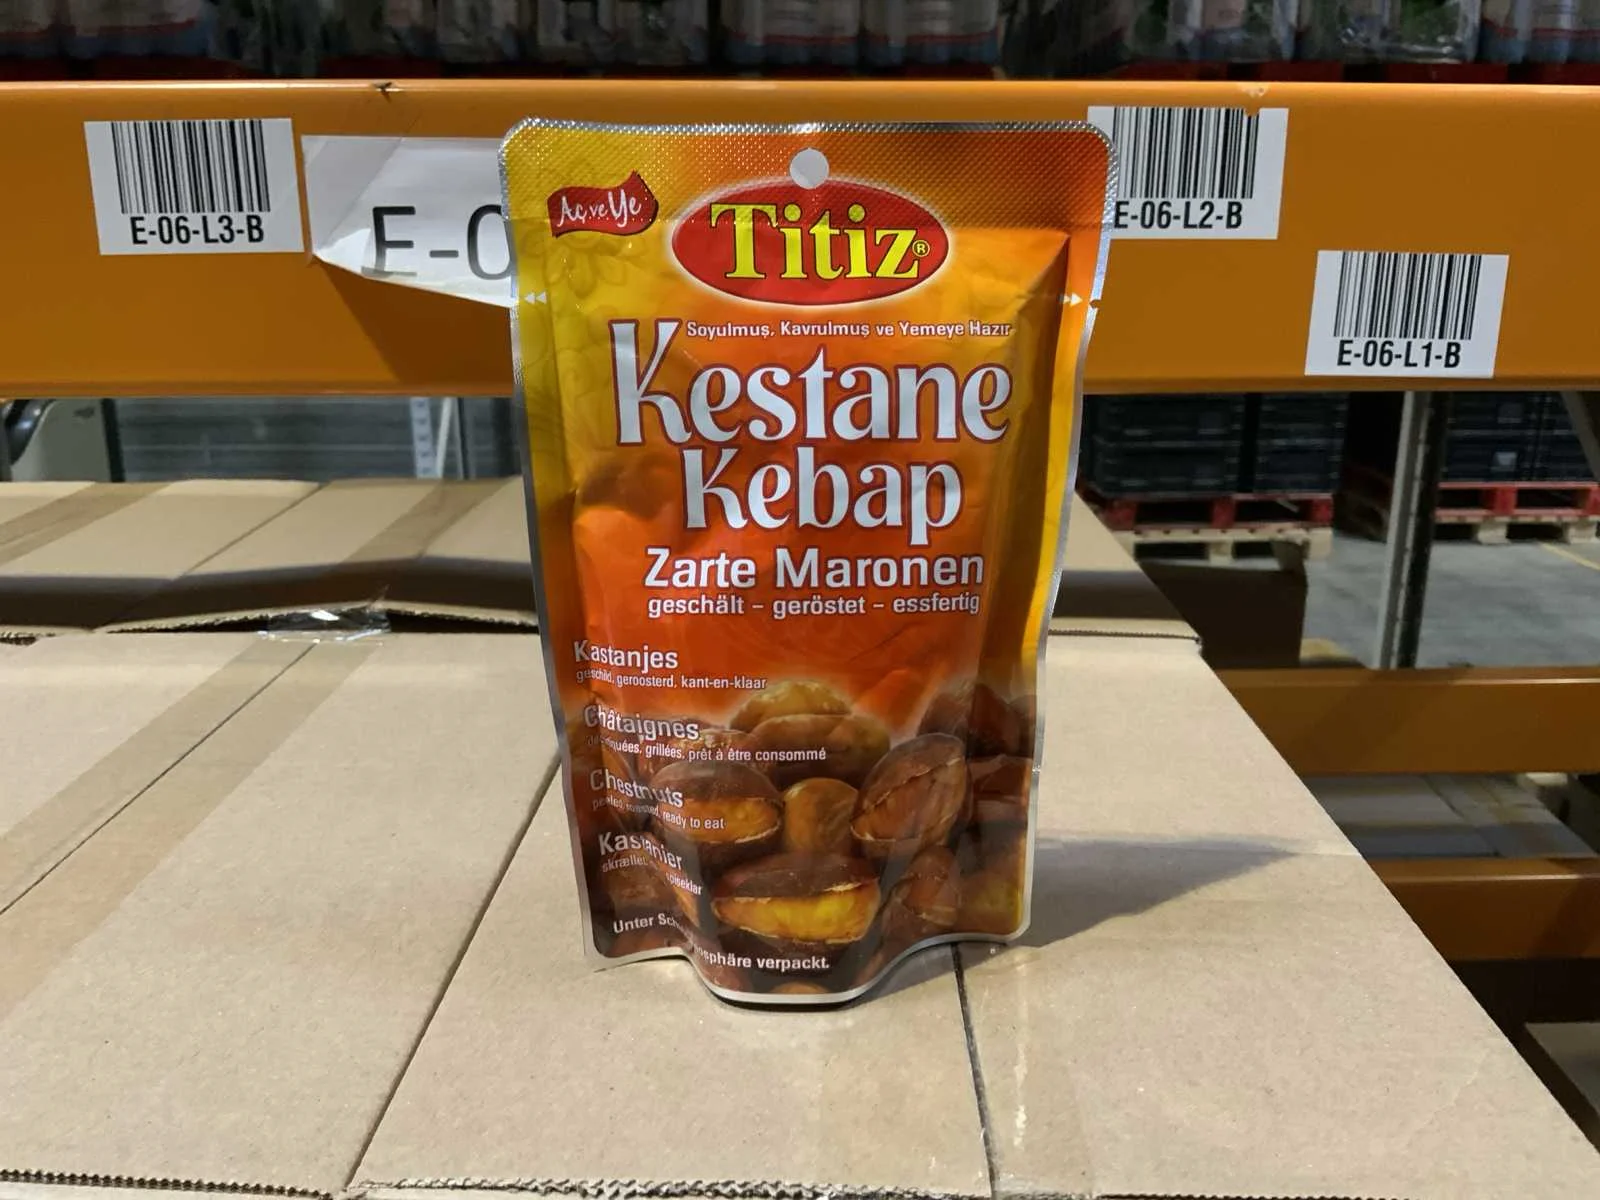 E-06-L3-B
E-0
E-06-L2-B
E-06-L1-B
Aç ve Ye
Titiz®
Soyulmuş, Kavrulmuş ve Yemeye Hazır
Kestane
Kebap
Zarte Maronen
geschält – geröstet – essfertig
Kastanjes
geschild, geroosterd, kant-en-klaar
Châtaignes
grillées, prêt à être consommé
Chestnuts
peeled, roasted, ready to eat
Kastanier
Unter
verpackt.